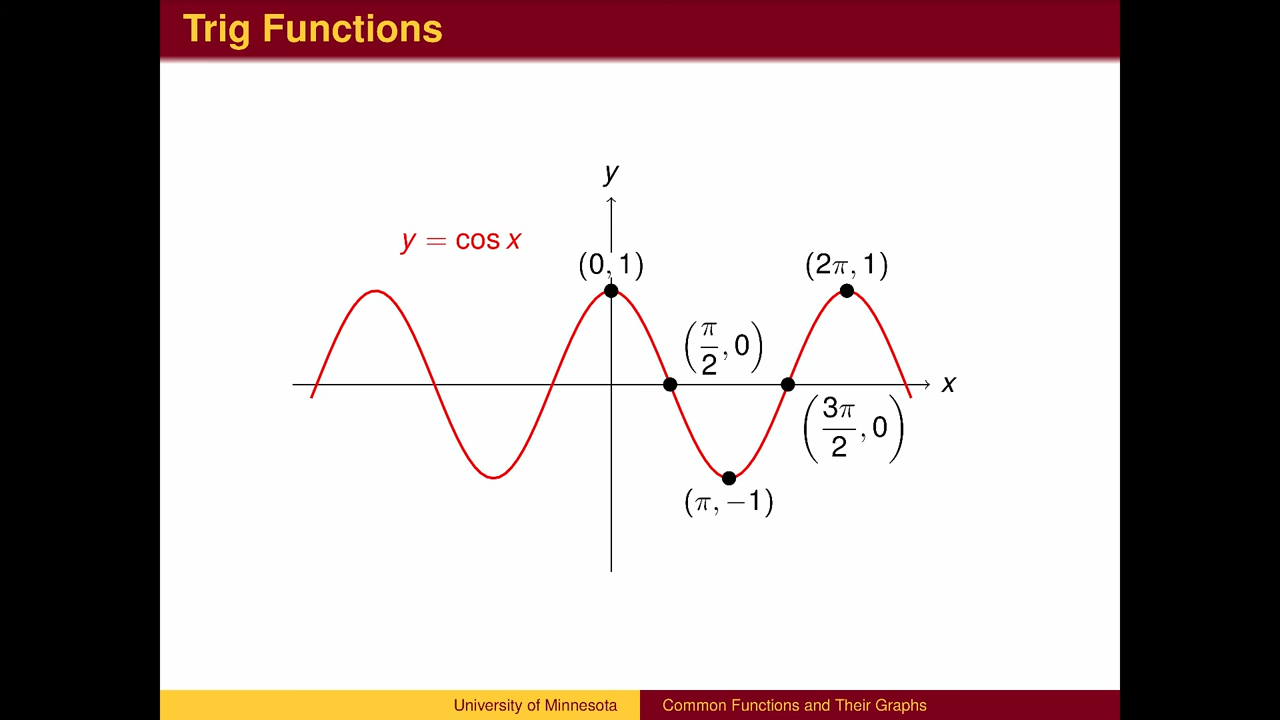 Trig Functions
y
y = cos x
(0, 1)
(2π, 1)
(π/2, 0)
x
(3π/2, 0)
(π, −1)
University of Minnesota
Common Functions and Their Graphs